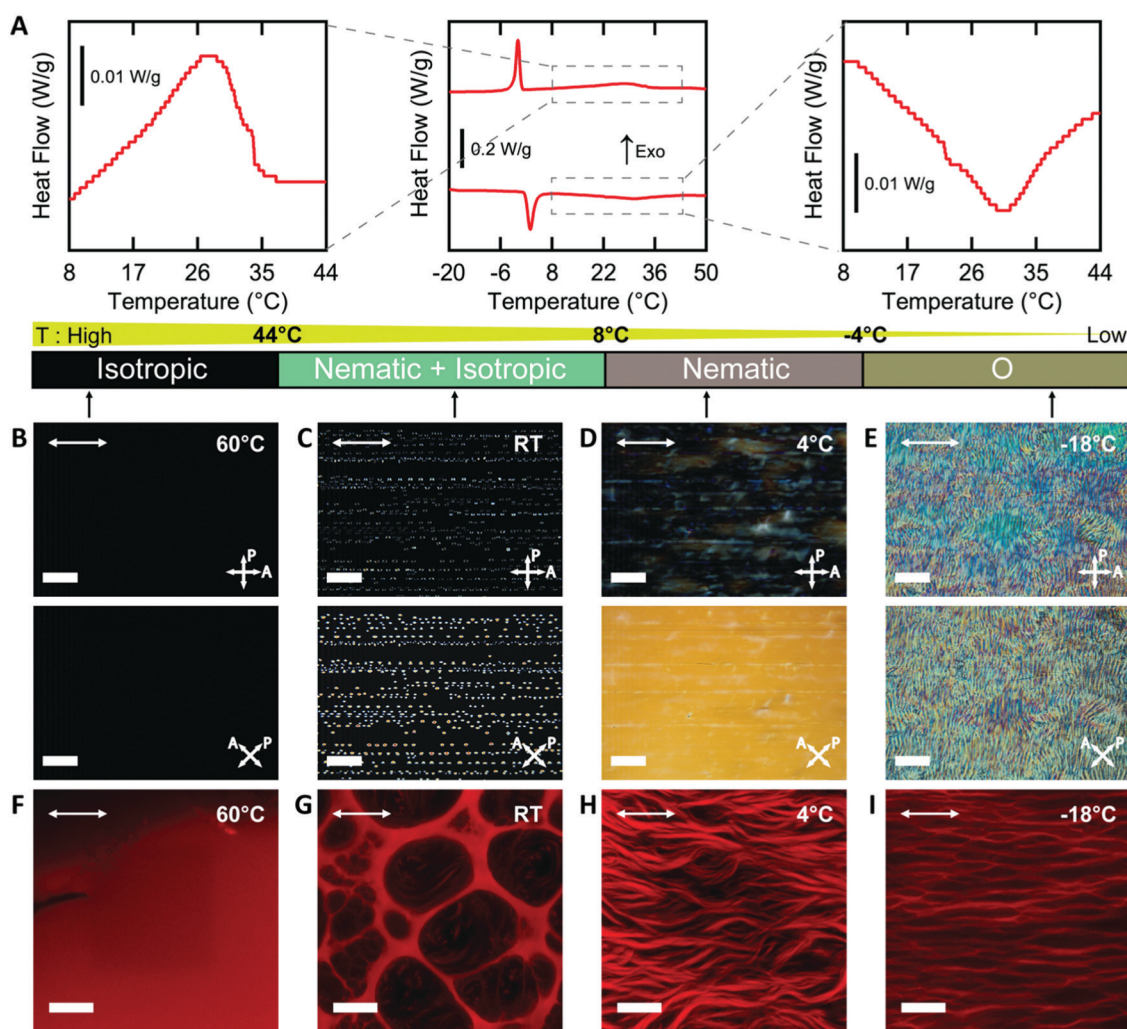 A
Heat Flow (W/g)
0.01 W/g
8 17 26 35 44
Temperature (°C)
Heat Flow (W/g)
0.2 W/g
Exo
-20 -6 8 22 36 50
Temperature (°C)
Heat Flow (W/g)
0.01 W/g
8 17 26 35 44
Temperature (°C)
T : High 44°C 8°C -4°C Low
Isotropic Nematic + Isotropic Nematic O
B 60°C C RT D 4°C E -18°C
P A P A P A P A
A P A P A P A P
F 60°C G RT H 4°C I -18°C